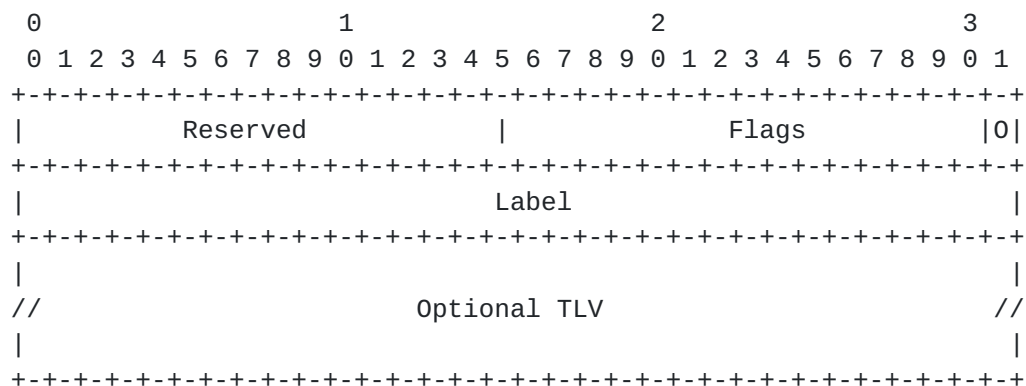 0                   1                   2                   3
 0 1 2 3 4 5 6 7 8 9 0 1 2 3 4 5 6 7 8 9 0 1 2 3 4 5 6 7 8 9 0 1
+-+-+-+-+-+-+-+-+-+-+-+-+-+-+-+-+-+-+-+-+-+-+-+-+-+-+-+-+-+-+-+-+
|          Reserved            |              Flags           |O|
+-+-+-+-+-+-+-+-+-+-+-+-+-+-+-+-+-+-+-+-+-+-+-+-+-+-+-+-+-+-+-+-+
|                              Label                            |
+-+-+-+-+-+-+-+-+-+-+-+-+-+-+-+-+-+-+-+-+-+-+-+-+-+-+-+-+-+-+-+-+
|                                                               |
//                        Optional TLV                         //
|                                                               |
+-+-+-+-+-+-+-+-+-+-+-+-+-+-+-+-+-+-+-+-+-+-+-+-+-+-+-+-+-+-+-+-+